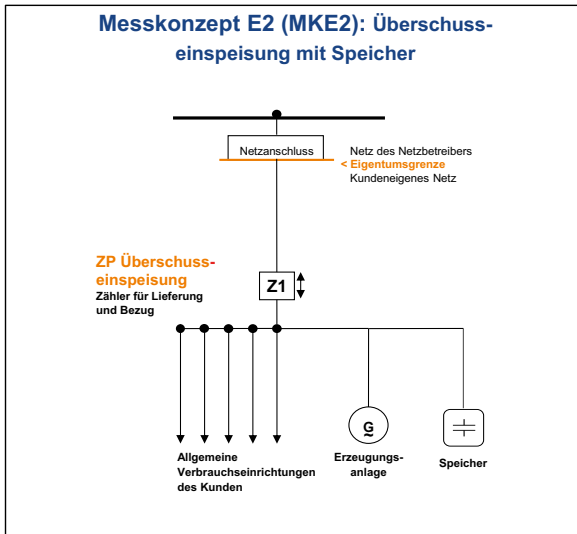 Messkonzept E2 (MKE2): Überschuss-
einspeisung mit Speicher
Netzanschluss
Netz des Netzbetreibers
< Eigentumsgrenze
Kundeneigenes Netz
ZP Überschuss-
einspeisung
Zähler für Lieferung
und Bezug
Z1
G
~
Allgemeine
Verbrauchseinrichtungen
des Kunden
Erzeugungs-
anlage
Speicher